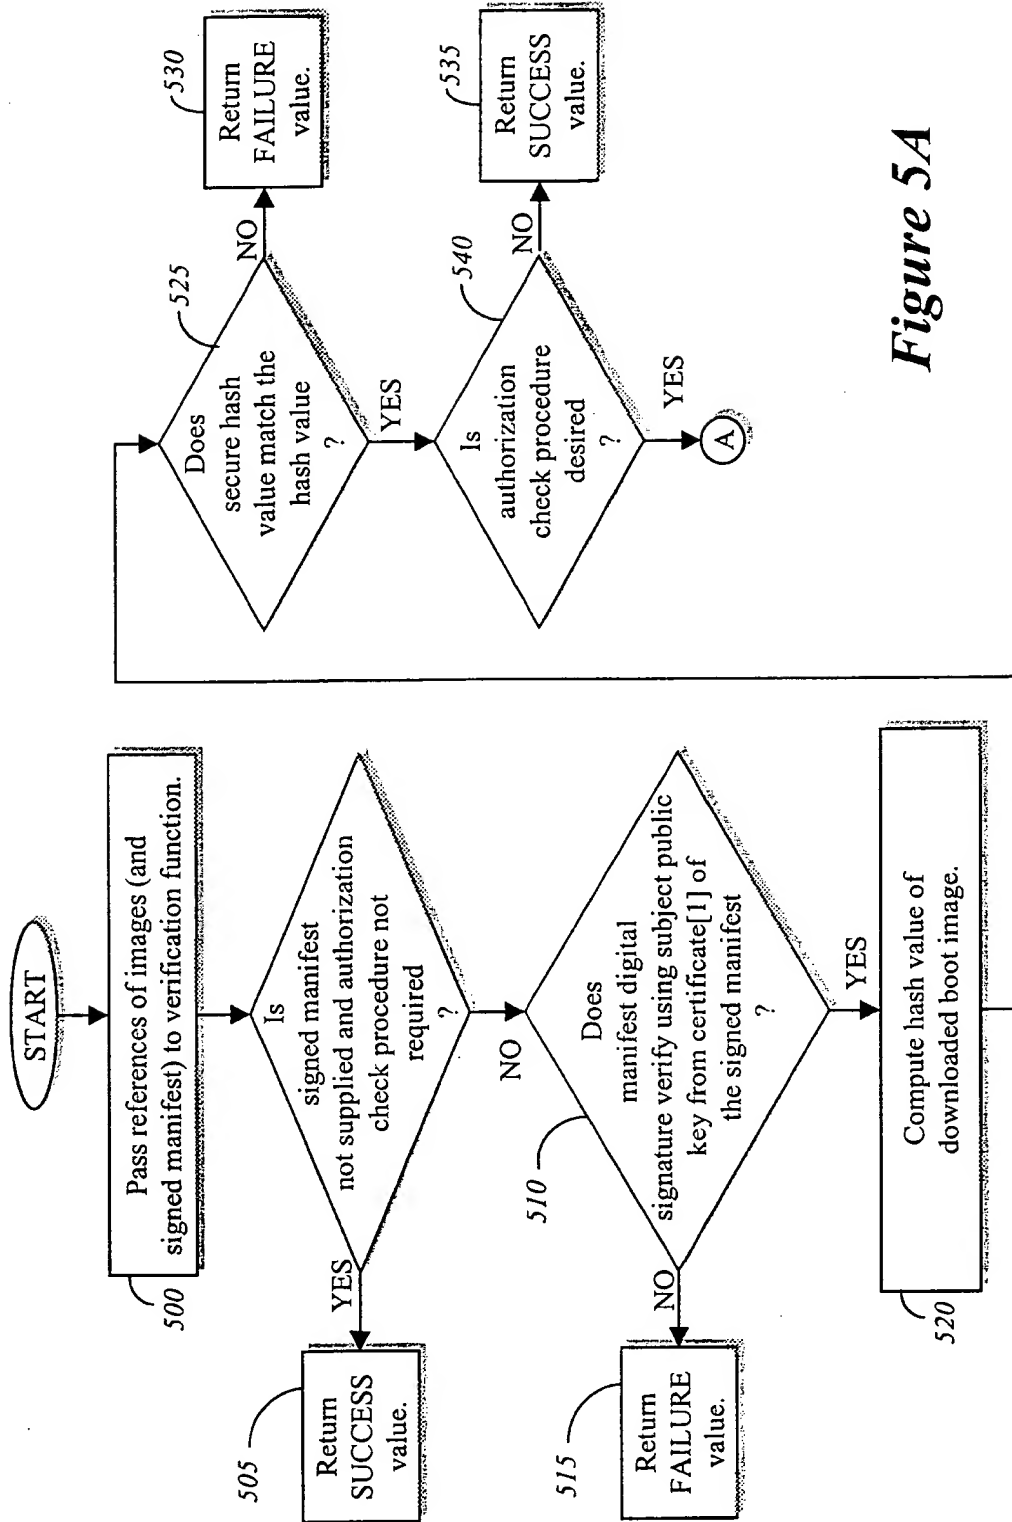 START
Pass references of images (and
signed manifest) to verification function.
500
Is
signed manifest
not supplied and authorization
check procedure not
required
?
YES
505
Return
SUCCESS
value.
NO
510
Does
manifest digital
signature verify using subject public
key from certificate[1] of
the signed manifest
?
NO
515
Return
FAILURE
value.
YES
520
Compute hash value of
downloaded boot image.
525
Does
secure hash
value match the
hash value
?
NO
530
Return
FAILURE
value.
YES
540
Is
authorization
check procedure
desired
?
NO
535
Return
SUCCESS
value.
YES
A
Figure 5A